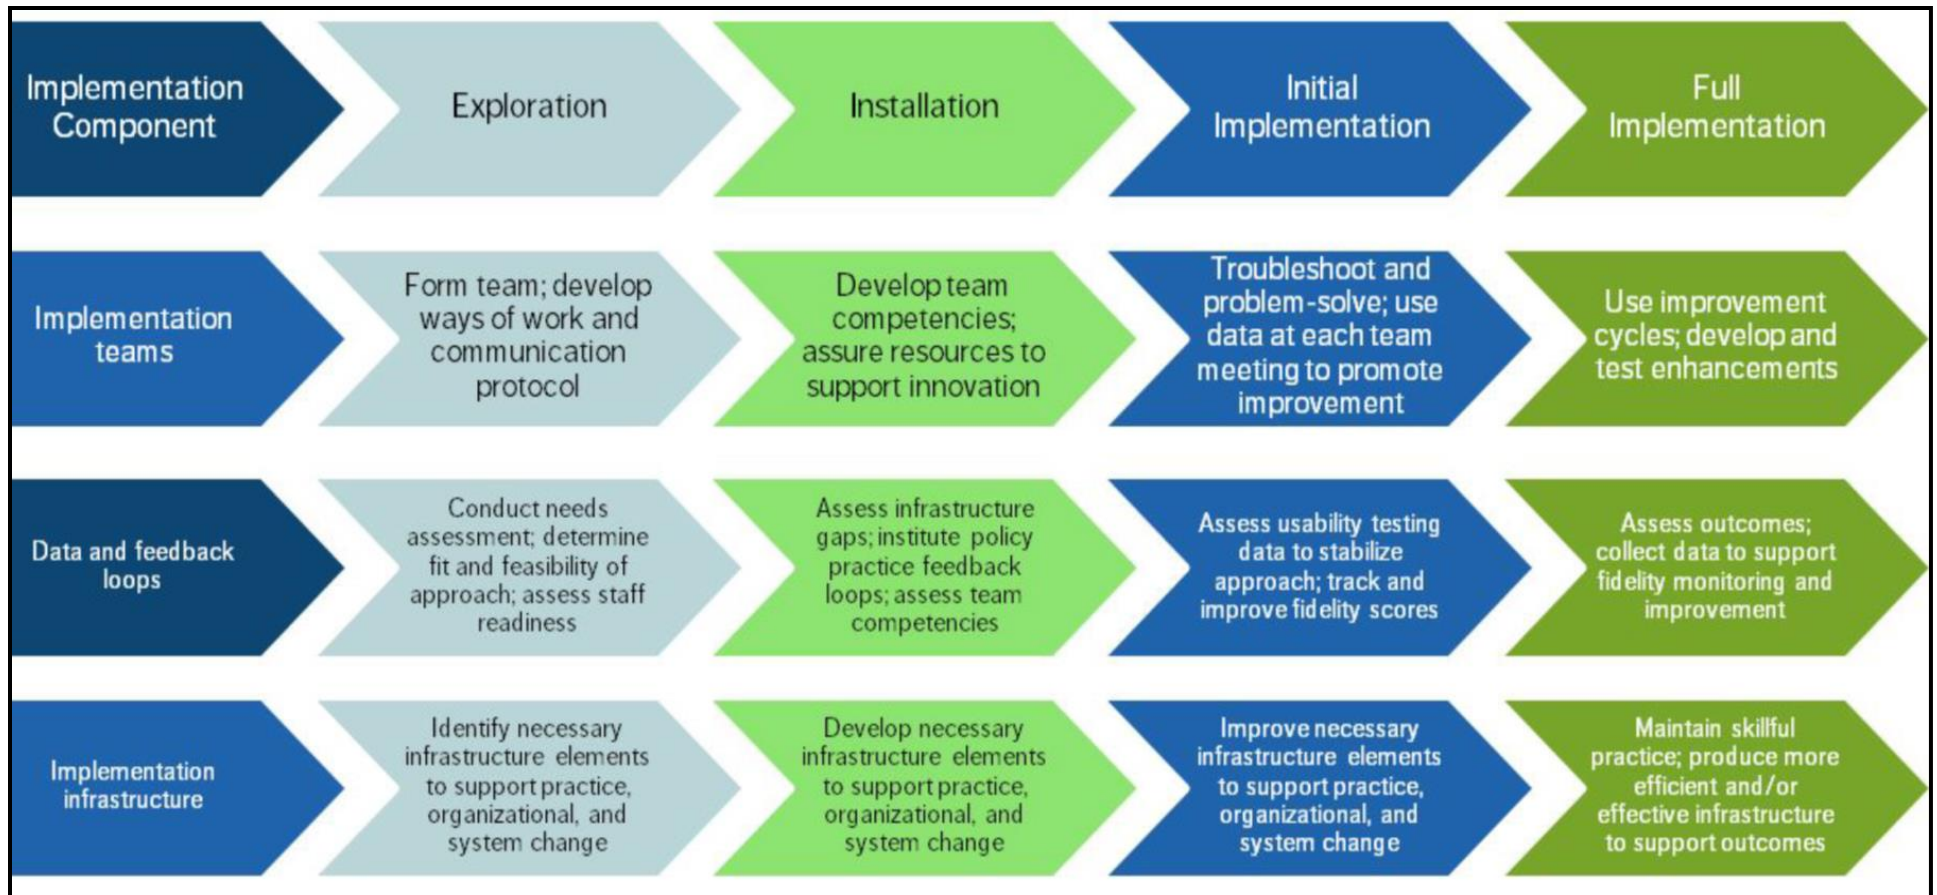 Implementation
Component
Exploration
Installation
Initial
Implementation
Full
Implementation
Implementation
teams
Form team; develop
ways of work and
communication
protocol
Develop team
competencies;
assure resources to
support innovation
Troubleshoot and
problem-solve; use
data at each team
meeting to promote
improvement
Use improvement
cycles; develop and
test enhancements
Data and feedback
loops
Conduct needs
assessment; determine
fit and feasibility of
approach; assess staff
readiness
Assess infrastructure
gaps; institute policy
practice feedback
loops; assess team
competencies
Assess usability testing
data to stabilize
approach; track and
improve fidelity scores
Assess outcomes;
collect data to support
fidelity monitoring and
improvement
Implementation
infrastructure
Identify necessary
infrastructure elements
to support practice,
organizational, and
system change
Develop necessary
infrastructure elements
to support practice,
organizational, and
system change
Improve necessary
infrastructure elements
to support practice,
organizational, and
system change
Maintain skillful
practice; produce more
efficient and/or
effective infrastructure
to support outcomes